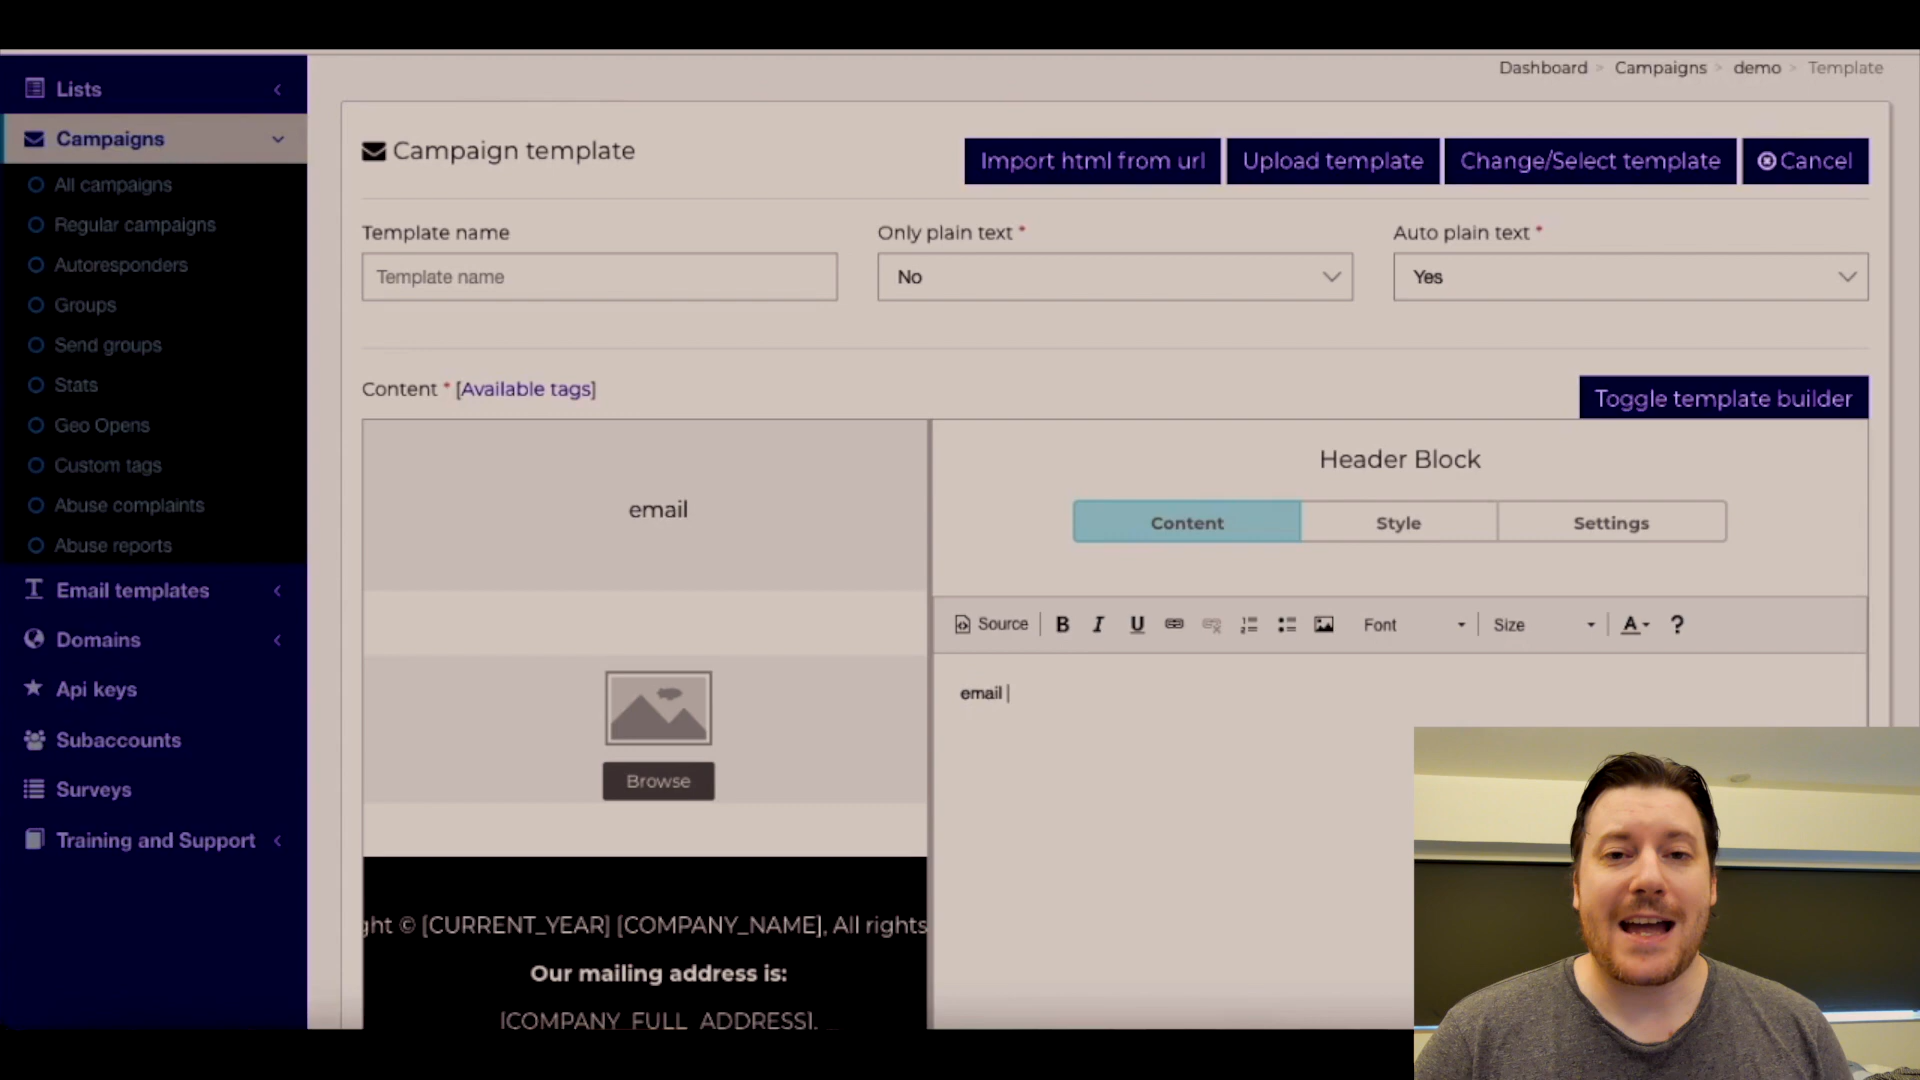 Dashboard > Campaigns > demo > Template
Lists
Campaigns
All campaigns
Regular campaigns
Autoresponders
Groups
Send groups
Stats
Geo Opens
Custom tags
Abuse complaints
Abuse reports
Email templates
Domains
Api keys
Subaccounts
Surveys
Training and Support
Campaign template
Import html from url
Upload template
Change/Select template
Cancel
Template name
Only plain text *
Auto plain text *
Template name
No
Yes
Content * [Available tags]
Toggle template builder
email
Browse
ght © [CURRENT_YEAR] [COMPANY_NAME], All rights
Our mailing address is:
[COMPANY_FULL_ADDRESS].
Header Block
Content
Style
Settings
Source B I U Font Size A ?
email